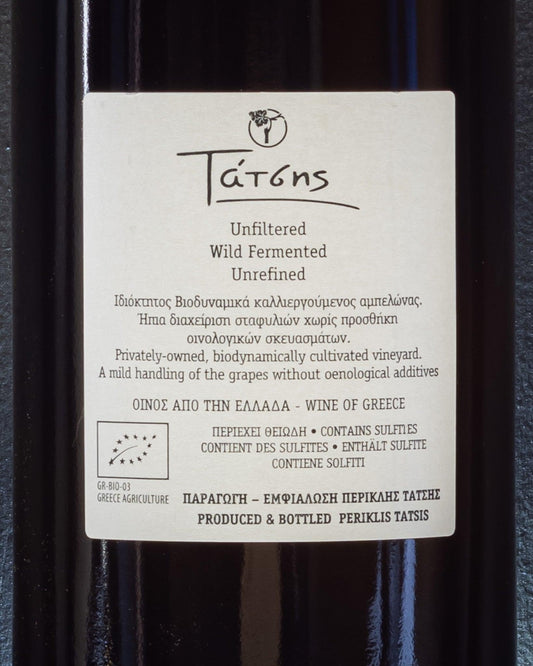 Τάτσης
Unfiltered
Wild Fermented
Unrefined
Ιδιόκτητος Βιοδυναμικά καλλιεργούμενος αμπελώνας.
Ήπια διαχείριση σταφυλιών χωρίς προσθήκη
οινολογικών σκευασμάτων.
Privately-owned, biodynamically cultivated vineyard.
A mild handling of the grapes without oenological additives
ΟΙΝΟΣ ΑΠΟ ΤΗΝ ΕΛΛΑΔΑ - WINE OF GREECE
ΠΕΡΙΕΧΕΙ ΘΕΙΩΔΗ • CONTAINS SULFITES
CONTIENT DES SULFITES • ENTHÄLT SULFITE
CONTIENE SOLFITI
GR-BIO-03
GREECE AGRICULTURE
ΠΑΡΑΓΩΓΗ – ΕΜΦΙΑΛΩΣΗ ΠΕΡΙΚΛΗΣ ΤΑΤΣΗΣ
PRODUCED & BOTTLED PERIKLIS TATSIS